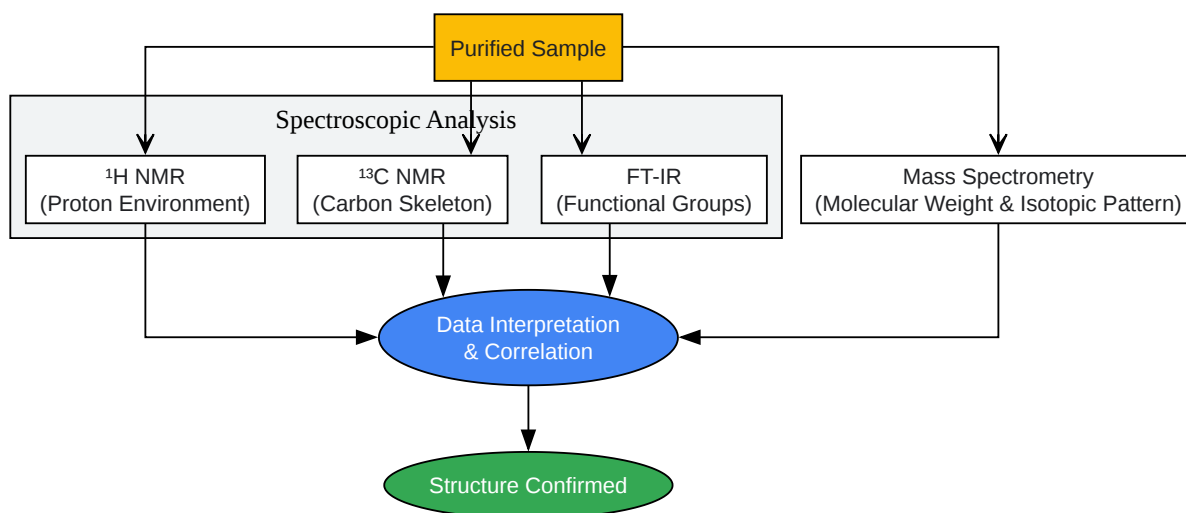 Purified Sample
Spectroscopic Analysis
¹H NMR
(Proton Environment)
¹³C NMR
(Carbon Skeleton)
FT-IR
(Functional Groups)
Mass Spectrometry
(Molecular Weight & Isotopic Pattern)
Data Interpretation
& Correlation
Structure Confirmed